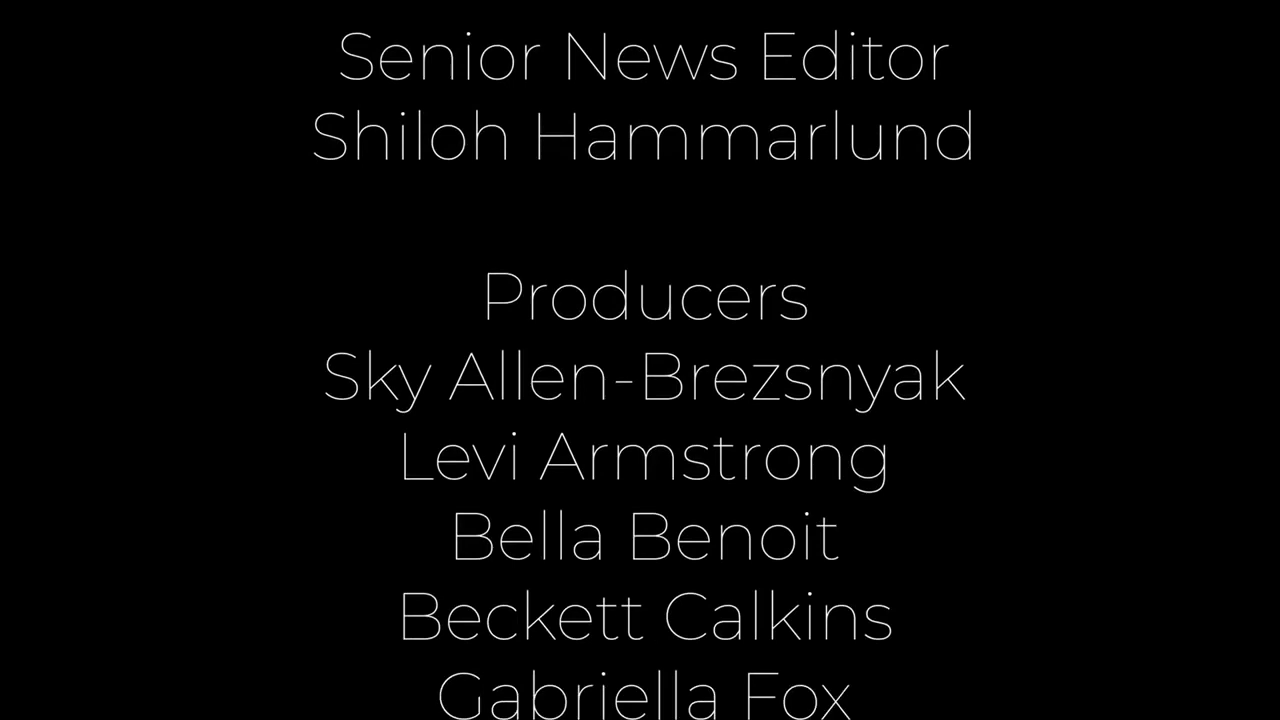 Senior News Editor
Shiloh Hammarlund
Producers
Sky Allen-Brezsnyak
Levi Armstrong
Bella Benoit
Beckett Calkins
Gabriella Fox